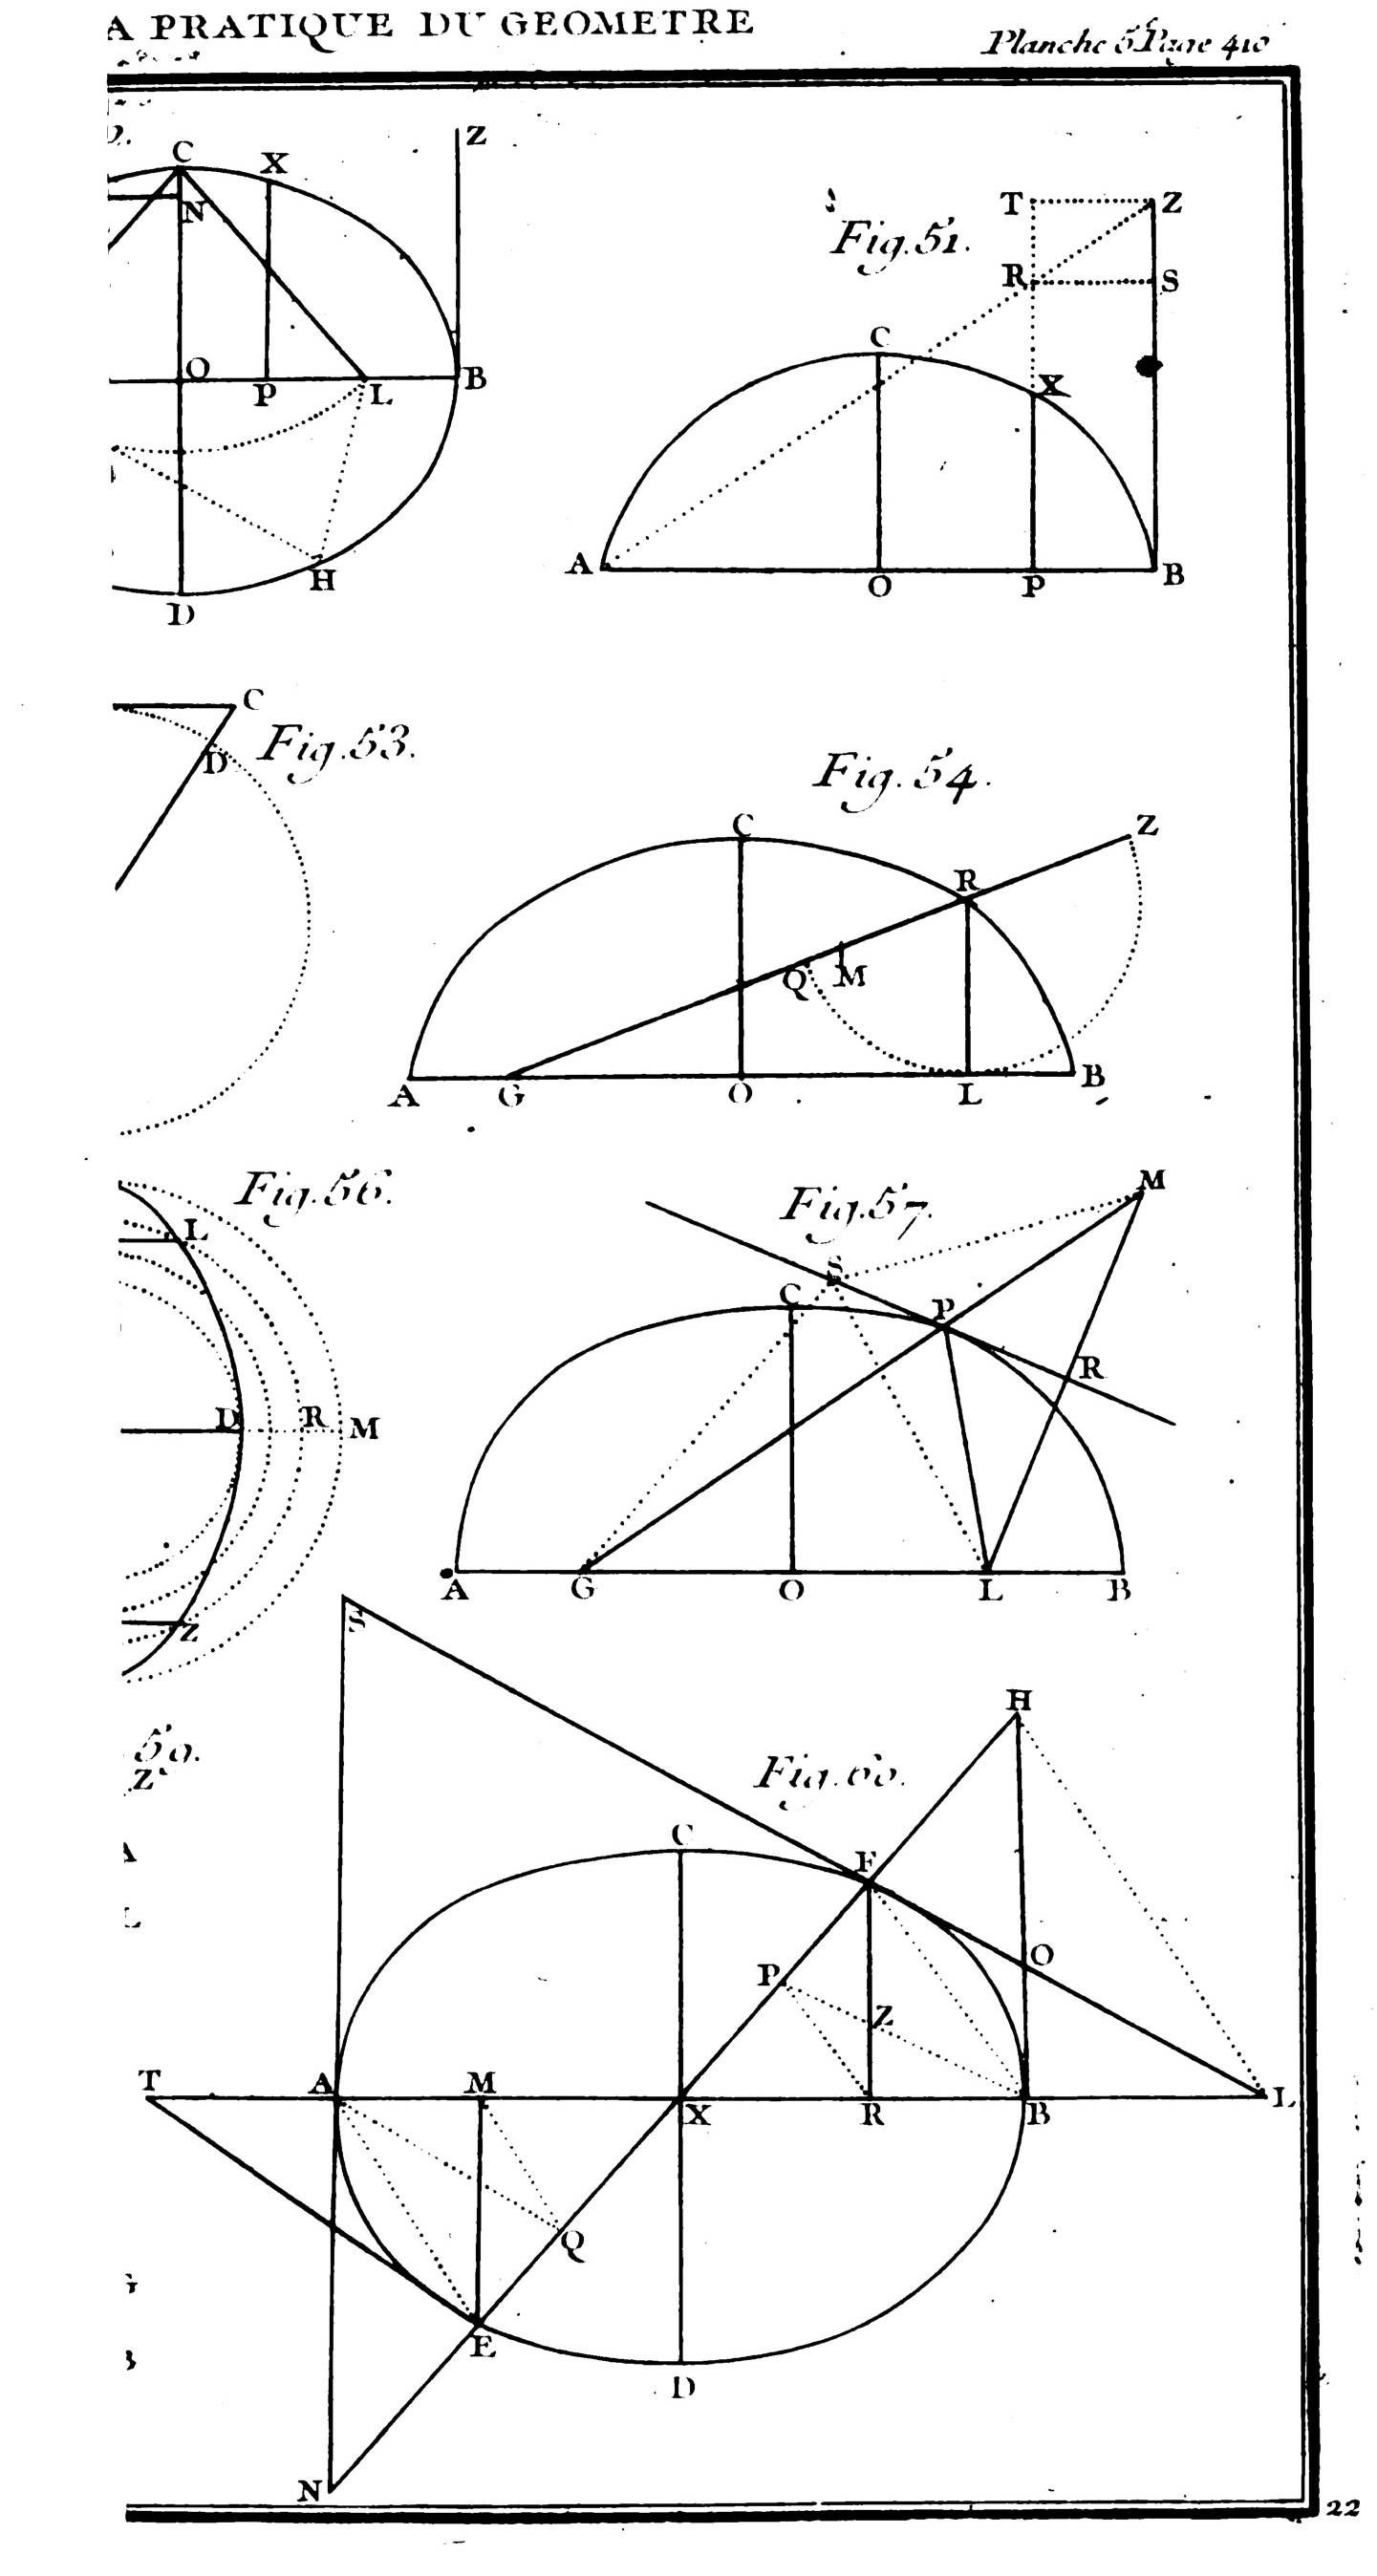 A PRATIQUE DU GEOMETRE
Planche 5 Page 410
C X Z
N
O P L B
H
D
Fig. 51.
T Z
R S
C
X
A O P B
C
D
Fig. 53.
Fig. 54.
C Z
R
Q M
A G O L B
Fig. 56.
L
D R M
Z
Fig. 57.
M
S
C P
R
A G O L B
S
59.
Z
Fig. 60.
H
C F
O
P
Z
T A M X R B L
Q
E
D
N
22